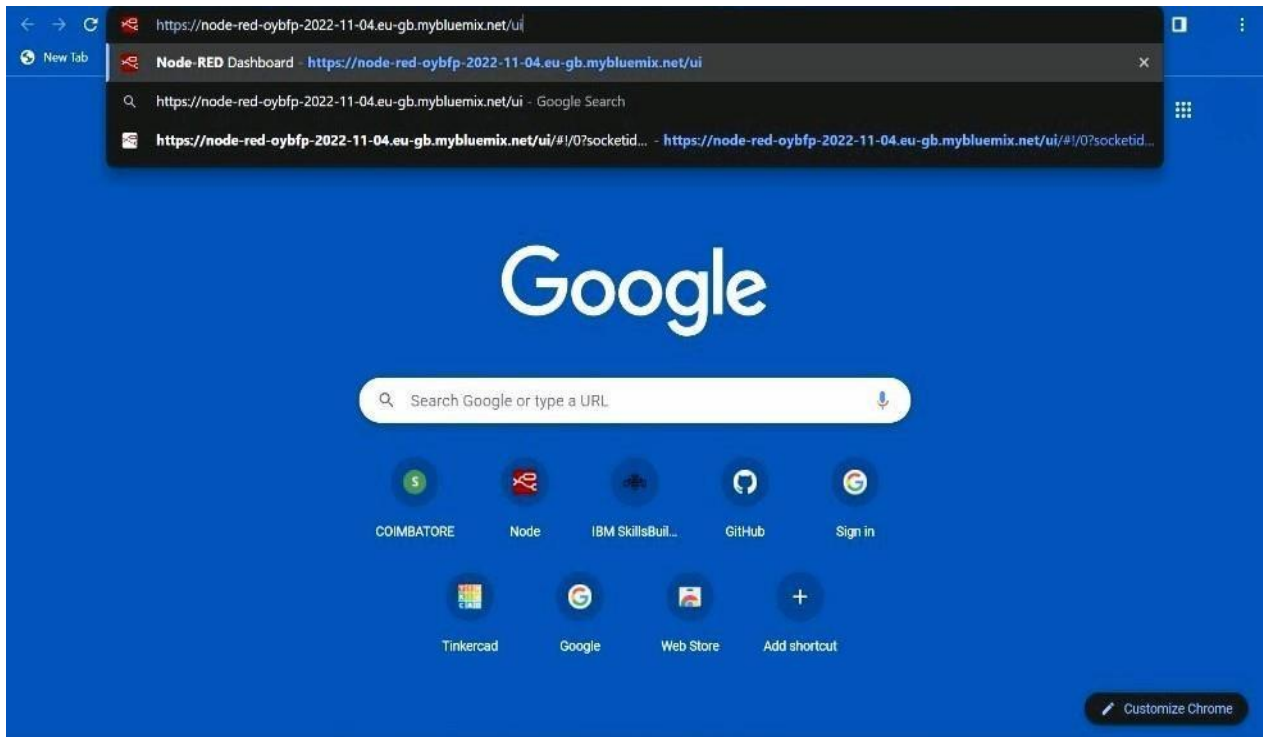 https://node-red-oybfp-2022-11-04.eu-gb.mybluemix.net/ui
New Tab
Node-RED Dashboard - https://node-red-oybfp-2022-11-04.eu-gb.mybluemix.net/ui
https://node-red-oybfp-2022-11-04.eu-gb.mybluemix.net/ui - Google Search
https://node-red-oybfp-2022-11-04.eu-gb.mybluemix.net/ui/#!/0?socketid... - https://node-red-oybfp-2022-11-04.eu-gb.mybluemix.net/ui/#!/0?socketid...
Google
Search Google or type a URL
S
COIMBATORE Node IBM SkillsBuil... GitHub Sign in
Tinkercad Google Web Store Add shortcut
Customize Chrome